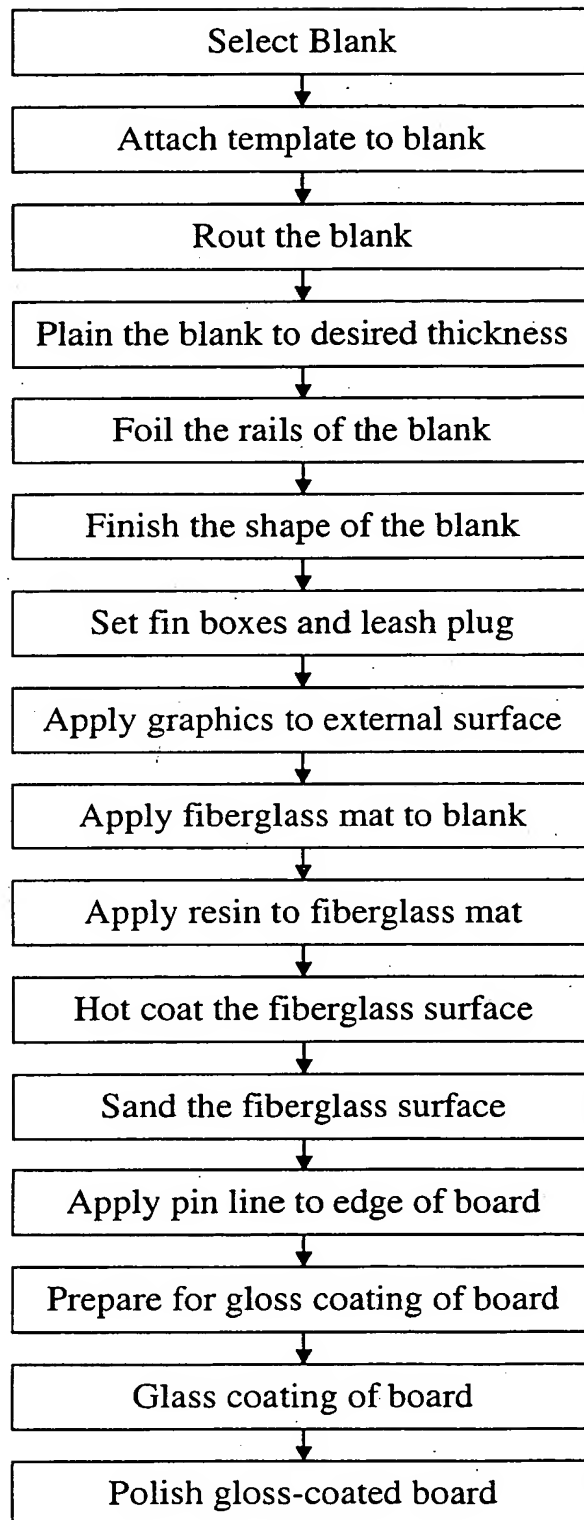 Select Blank
Attach template to blank
Rout the blank
Plain the blank to desired thickness
Foil the rails of the blank
Finish the shape of the blank
Set fin boxes and leash plug
Apply graphics to external surface
Apply fiberglass mat to blank
Apply resin to fiberglass mat
Hot coat the fiberglass surface
Sand the fiberglass surface
Apply pin line to edge of board
Prepare for gloss coating of board
Glass coating of board
Polish gloss-coated board